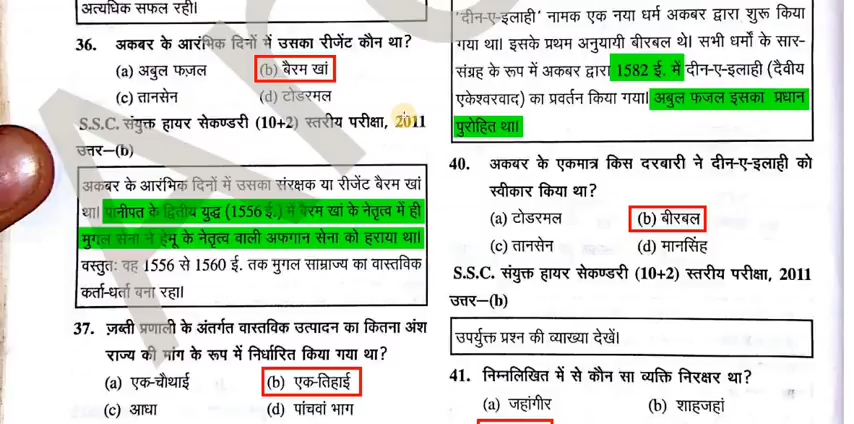 अत्यधिक सफल रही।
36. अकबर के आरंभिक दिनों में उसका रीजेंट कौन था?
(a) अबुल फज़ल (b) बैरम खां
(c) तानसेन (d) टोडरमल
S.S.C. संयुक्त हायर सेकण्डरी (10+2) स्तरीय परीक्षा, 2011
उत्तर–(b)
अकबर के आरंभिक दिनों में उसका संरक्षक या रीजेंट बैरम खां
था। पानीपत के द्वितीय युद्ध (1556 ई.) में बैरम खां के नेतृत्व में ही
मुगल सेना ने हेमू के नेतृत्व वाली अफगान सेना को हराया था।
वस्तुतः वह 1556 से 1560 ई. तक मुगल साम्राज्य का वास्तविक
कर्ता-धर्ता बना रहा।
37. ज़ब्ती प्रणाली के अंतर्गत वास्तविक उत्पादन का कितना अंश
राज्य की मांग के रूप में निर्धारित किया गया था?
(a) एक-चौथाई (b) एक-तिहाई
(c) आधा (d) पांचवां भाग
'दीन-ए-इलाही' नामक एक नया धर्म अकबर द्वारा शुरू किया
गया था। इसके प्रथम अनुयायी बीरबल थे। सभी धर्मों के सार-
संग्रह के रूप में अकबर द्वारा 1582 ई. में दीन-ए-इलाही (दैवीय
एकेश्वरवाद) का प्रवर्तन किया गया। अबुल फजल इसका प्रधान
पुरोहित था।
40. अकबर के एकमात्र किस दरबारी ने दीन-ए-इलाही को
स्वीकार किया था?
(a) टोडरमल (b) बीरबल
(c) तानसेन (d) मानसिंह
S.S.C. संयुक्त हायर सेकण्डरी (10+2) स्तरीय परीक्षा, 2011
उत्तर–(b)
उपर्युक्त प्रश्न की व्याख्या देखें।
41. निम्नलिखित में से कौन सा व्यक्ति निरक्षर था?
(a) जहांगीर (b) शाहजहां